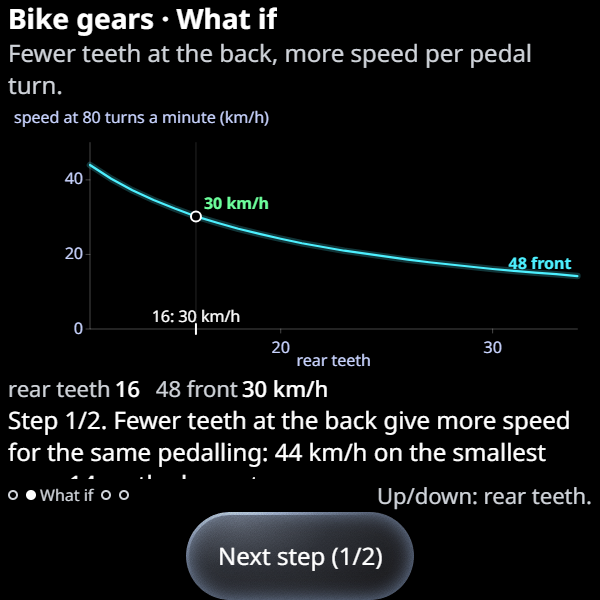 Bike gears · What if
Fewer teeth at the back, more speed per pedal
turn.
speed at 80 turns a minute (km/h)
40
30 km/h
20
48 front
16: 30 km/h
0
20
30
rear teeth
rear teeth 16 48 front 30 km/h
Step 1/2. Fewer teeth at the back give more speed
for the same pedalling: 44 km/h on the smallest
What if
Up/down: rear teeth.
Next step (1/2)